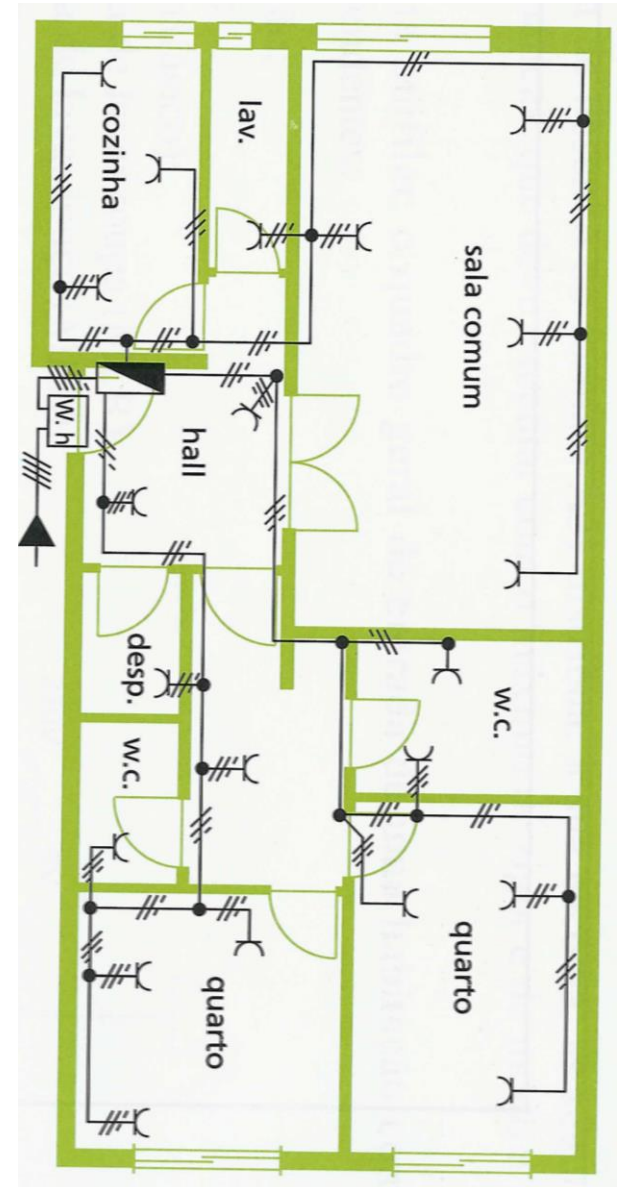 cozinha
lav.
sala comum
W.h
hall
desp.
w.c.
w.c.
quarto
quarto